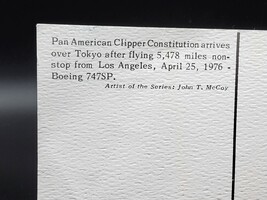 Pan American Clipper Constitution arrives
over Tokyo after flying 5,478 miles non-
stop from Los Angeles, April 25, 1976 -
Boeing 747SP.
Artist of the Series: John T. McCoy